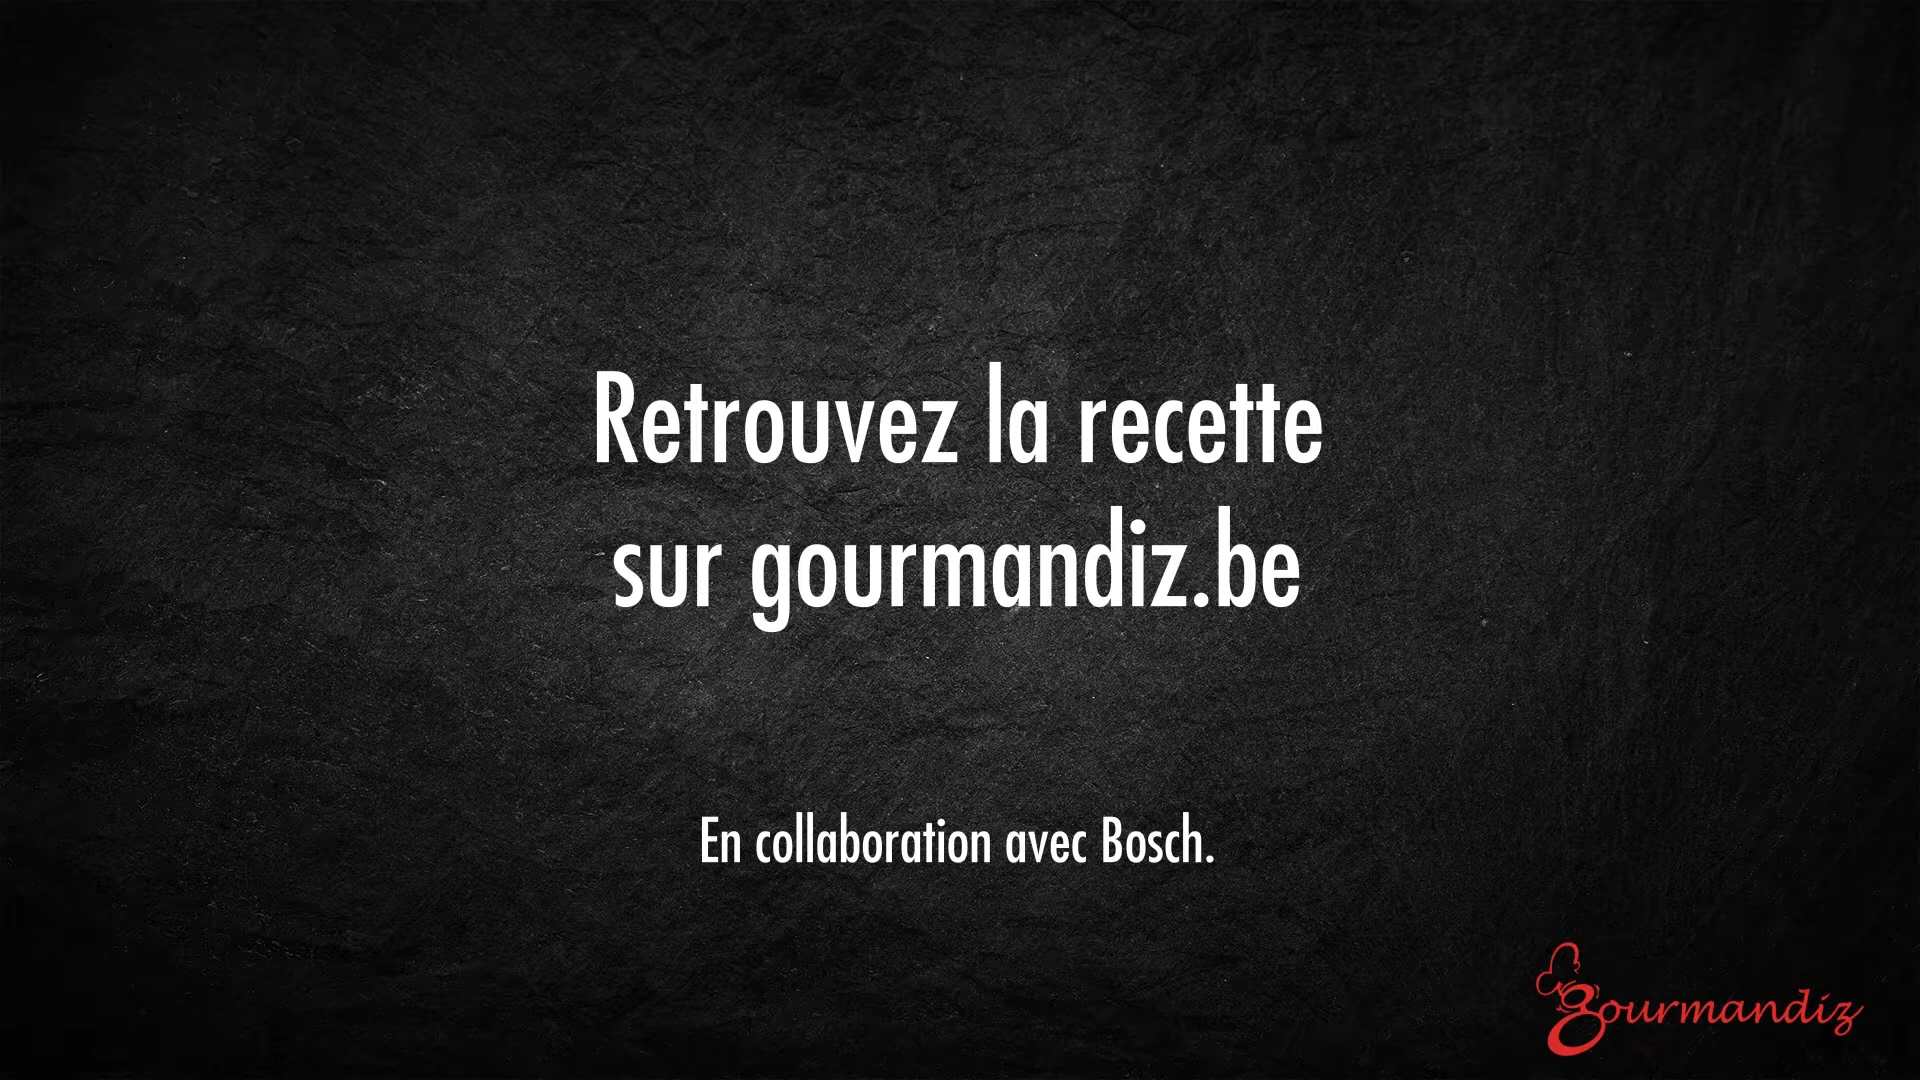 Retrouvez la recette
sur gourmandiz.be
En collaboration avec Bosch.
gourmandiz